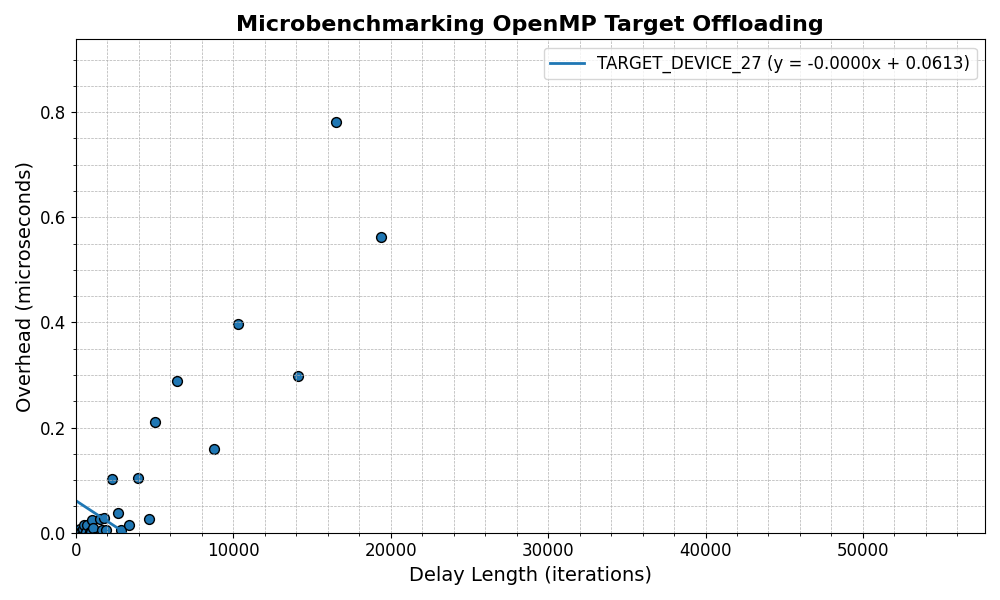 Microbenchmarking OpenMP Target Offloading
TARGET_DEVICE_27 (y = -0.0000x + 0.0613)
Overhead (microseconds)
0.8
0.6
0.4
0.2
0.0
0 10000 20000 30000 40000 50000
Delay Length (iterations)